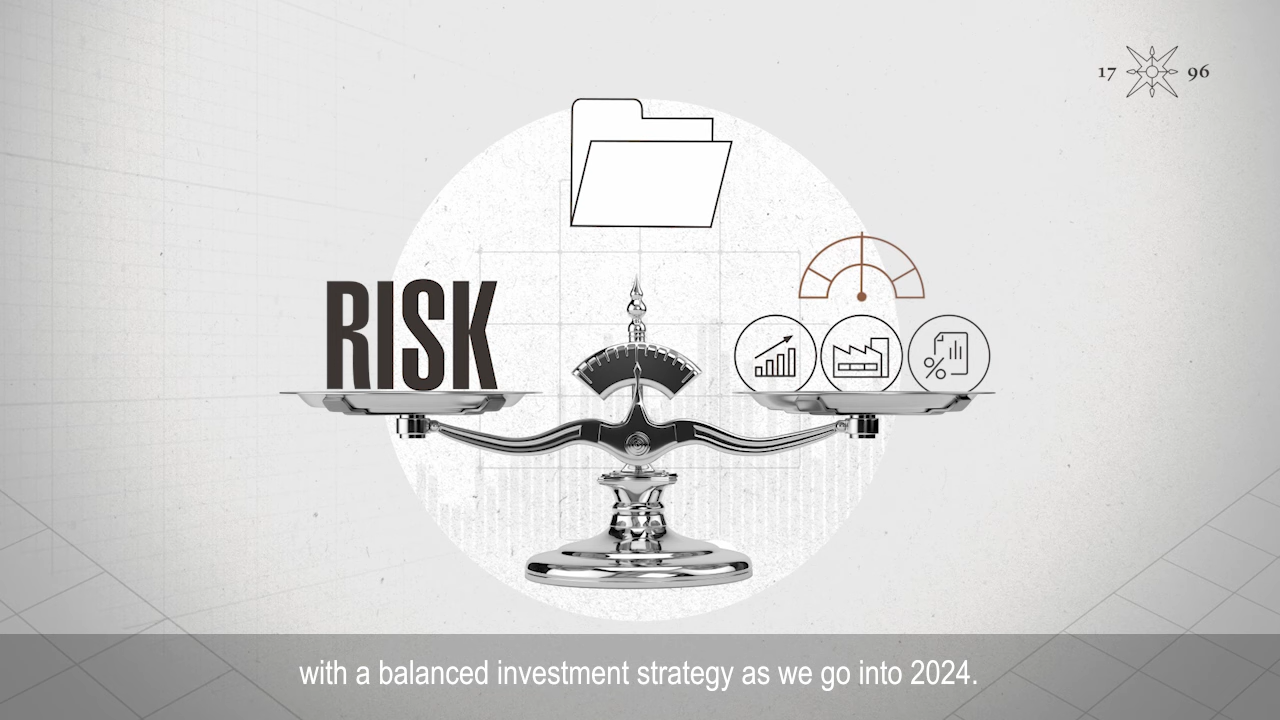 17 96
RISK
%
with a balanced investment strategy as we go into 2024.